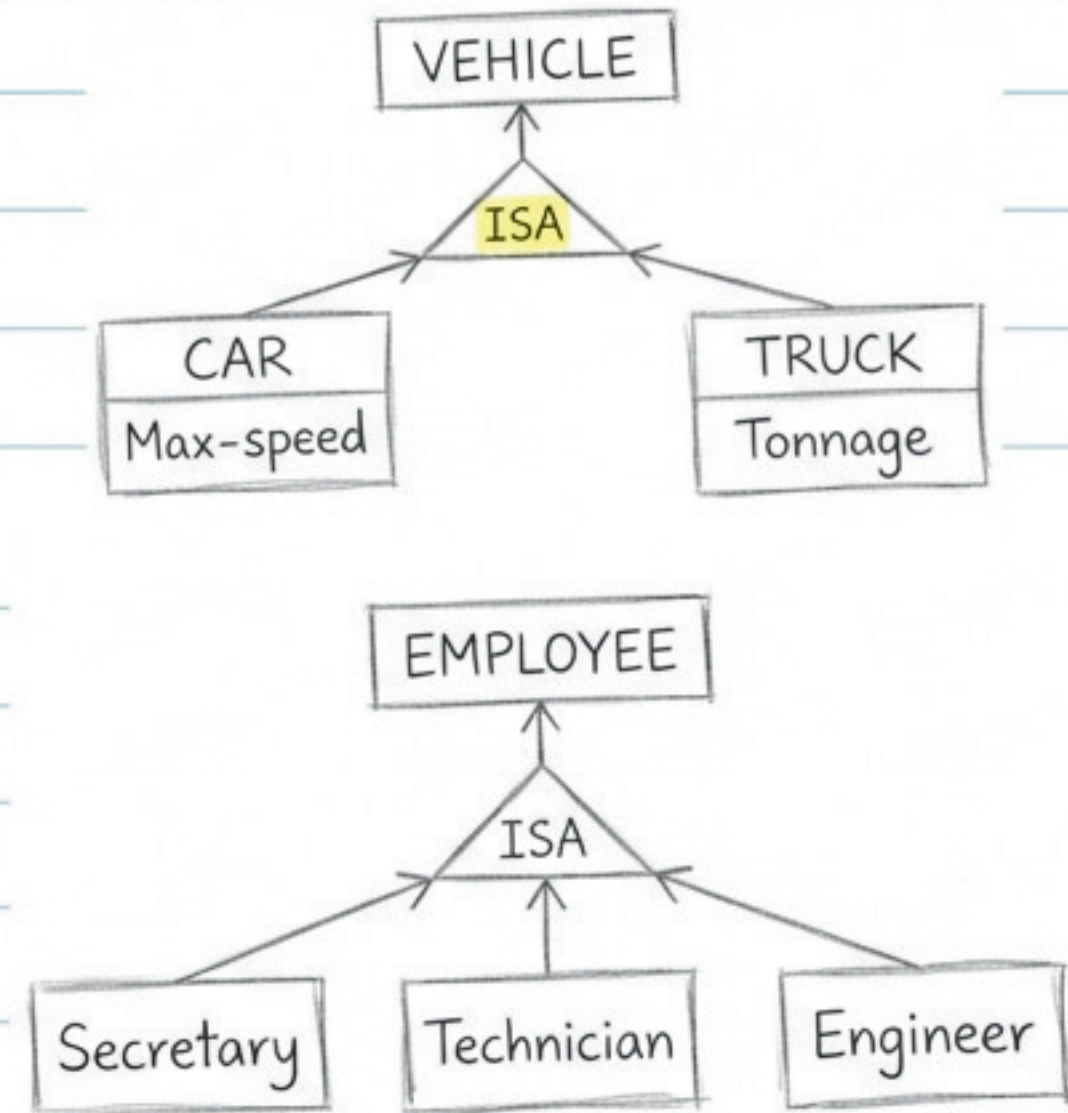 VEHICLE
ISA
CAR
TRUCK
Max-speed
Tonnage
EMPLOYEE
ISA
Secretary
Technician
Engineer